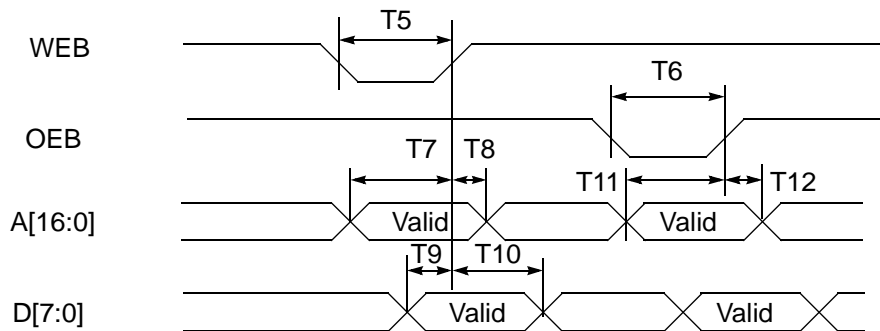 WEB
T5
T6
OEB
T7 T8
T11 T12
A[16:0] Valid Valid
T9 T10
D[7:0] Valid Valid